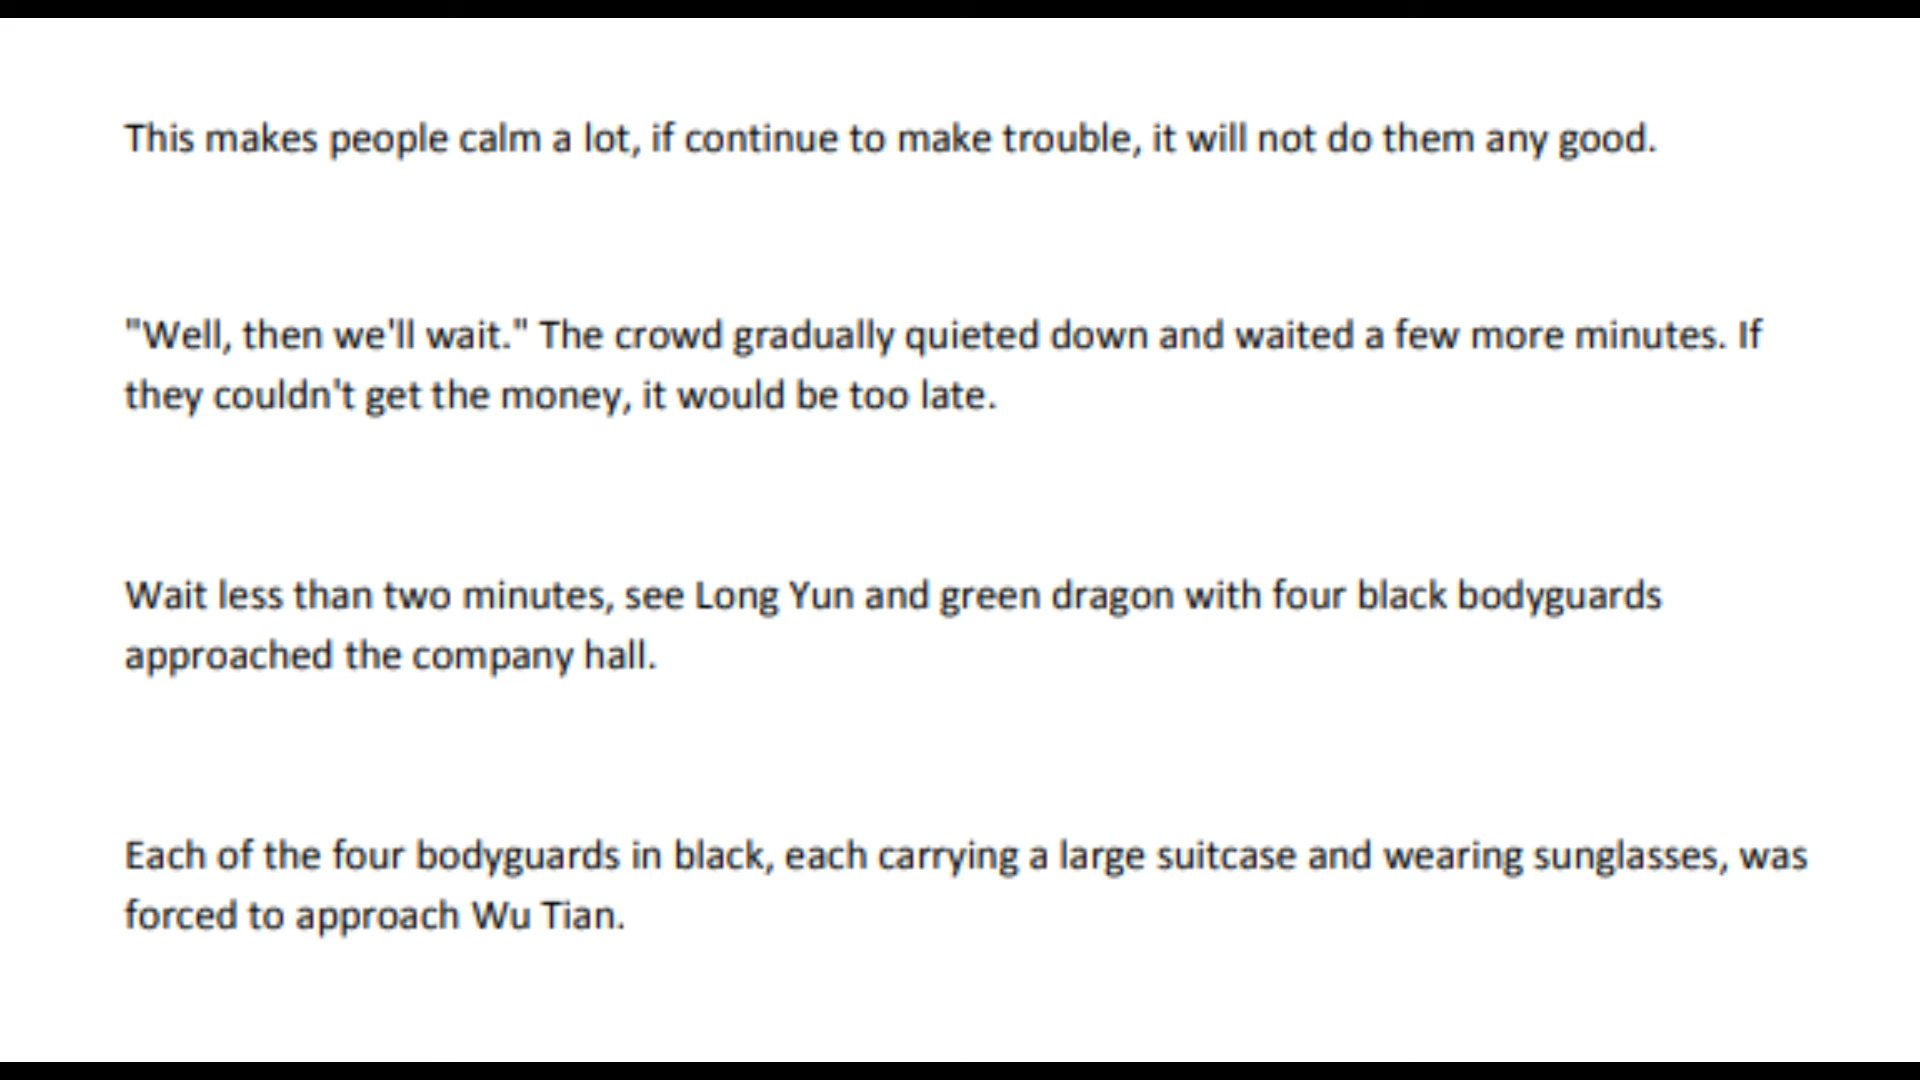 This makes people calm a lot, if continue to make trouble, it will not do them any good.
"Well, then we'll wait." The crowd gradually quieted down and waited a few more minutes. If
they couldn't get the money, it would be too late.
Wait less than two minutes, see Long Yun and green dragon with four black bodyguards
approached the company hall.
Each of the four bodyguards in black, each carrying a large suitcase and wearing sunglasses, was
forced to approach Wu Tian.